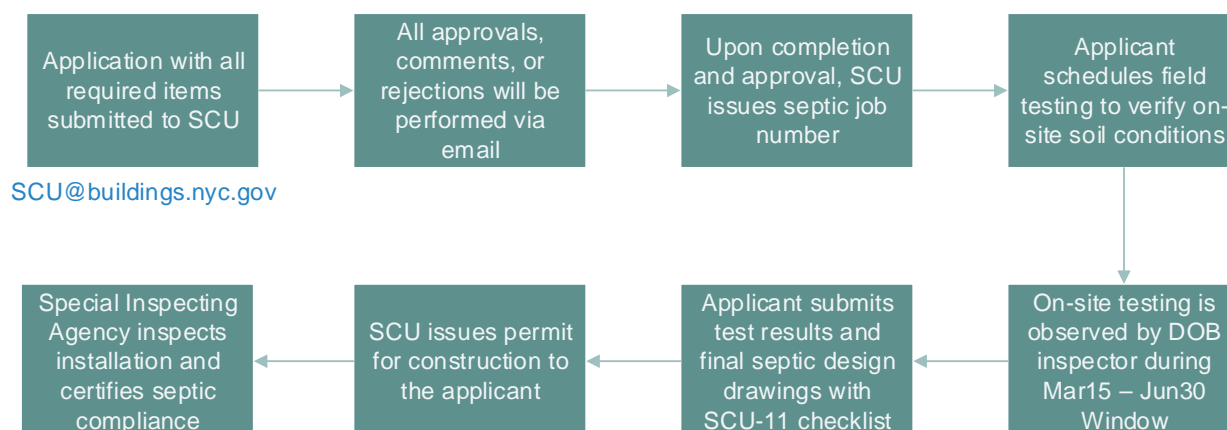 Application with all
required items
submitted to SCU
SCU@buildings.nyc.gov
All approvals,
comments, or
rejections will be
performed via
email
Upon completion
and approval, SCU
issues septic job
number
Applicant
schedules field
testing to verify on-
site soil conditions
On-site testing is
observed by DOB
inspector during
Mar15 – Jun30
Window
Applicant submits
test results and
final septic design
drawings with
SCU-11 checklist
SCU issues permit
for construction to
the applicant
Special Inspecting
Agency inspects
installation and
certifies septic
compliance